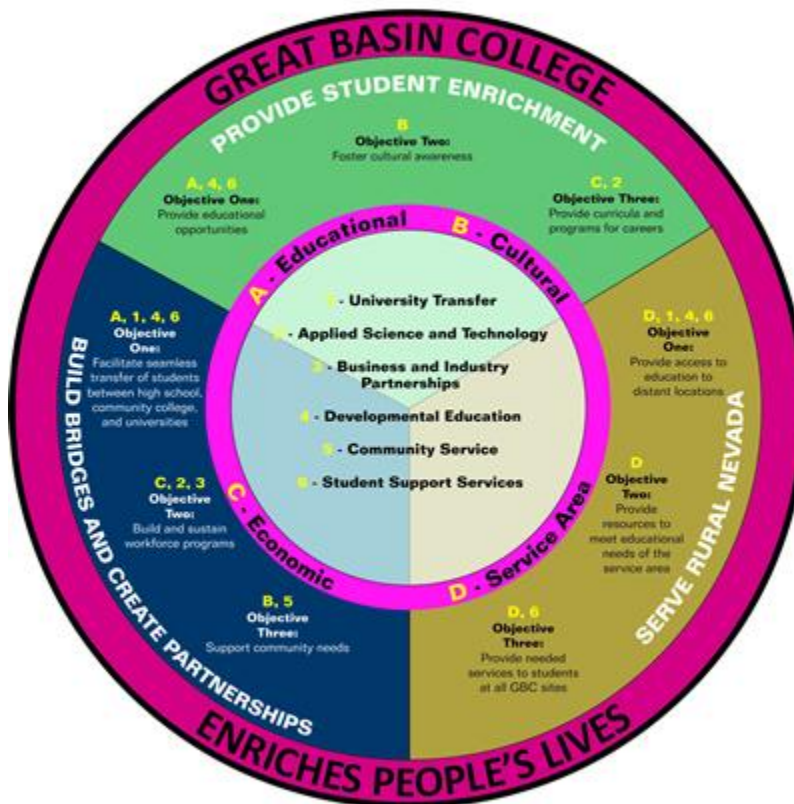 GREAT BASIN COLLEGE
PROVIDE STUDENT ENRICHMENT
B
Objective Two:
Foster cultural awareness
A, 4, 6
Objective One:
Provide educational
opportunities
C, 2
Objective Three:
Provide curricula and
programs for careers
A - Educational
B - Cultural
1 - University Transfer
2 - Applied Science and Technology
3 - Business and Industry
Partnerships
4 - Developmental Education
5 - Community Service
6 - Student Support Services
C - Economic
D - Service Area
BUILD BRIDGES AND CREATE PARTNERSHIPS
A, 1, 4, 6
Objective
One:
Facilitate seamless
transfer of students
between high school,
community college,
and universities
C, 2, 3
Objective
Two:
Build and sustain
workforce programs
B, 5
Objective
Three:
Support community needs
SERVE RURAL NEVADA
D, 1, 4, 6
Objective
One:
Provide access to
education to
distant locations
D
Objective
Two:
Provide
resources to
meet educational
needs of the
service area
D, 6
Objective
Three:
Provide needed
services to students
at all GBC sites
ENRICHES PEOPLE'S LIVES